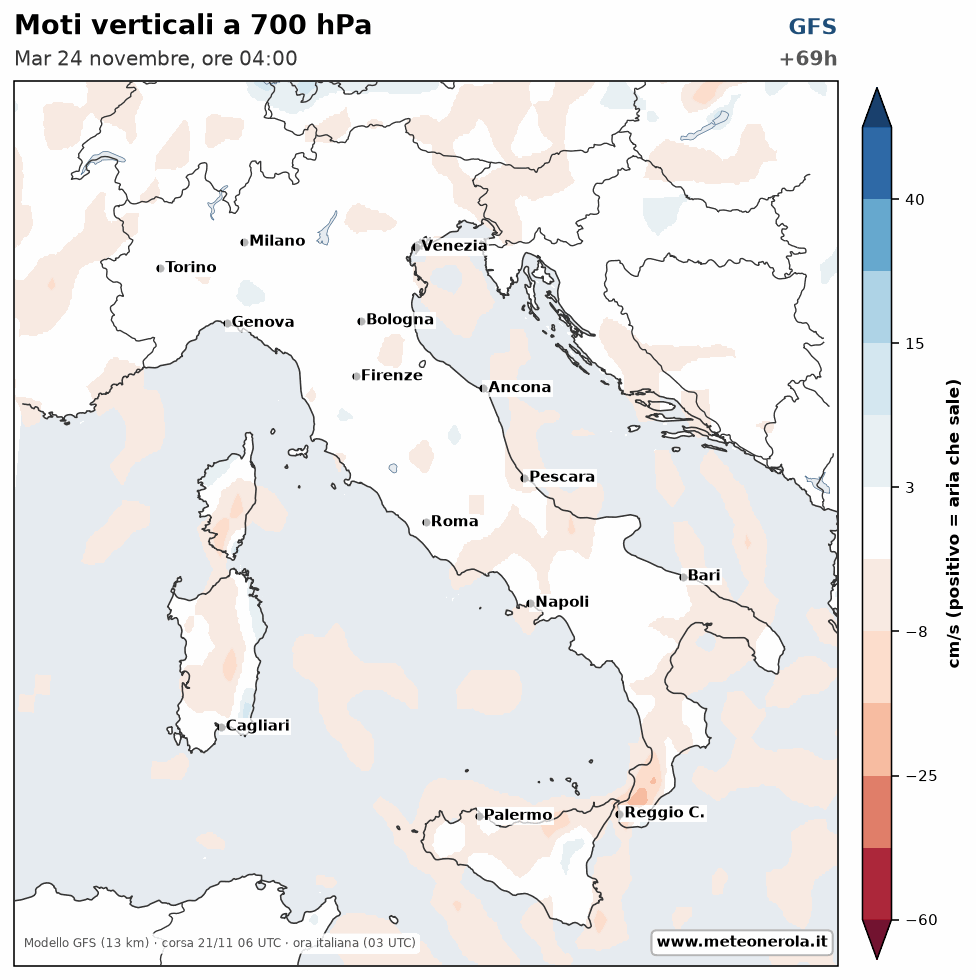 Moti verticali a 700 hPa
GFS
Mar 24 novembre, ore 04:00
+69h
Milano
Venezia
Torino
Genova
Bologna
Firenze
Ancona
Pescara
Roma
Bari
Napoli
Cagliari
Palermo
Reggio C.
40
15
3
−8
−25
−60
cm/s (positivo = aria che sale)
Modello GFS (13 km) · corsa 21/11 06 UTC · ora italiana (03 UTC)
www.meteonerola.it